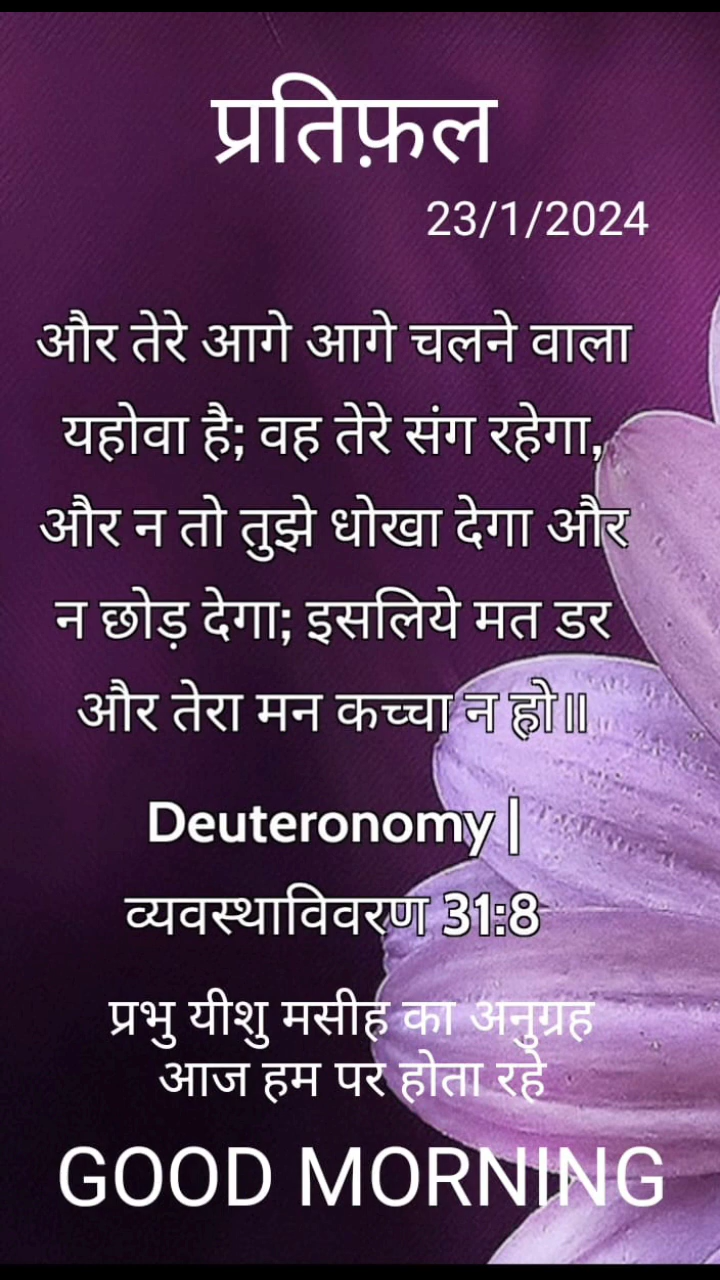 प्रतिफ़ल
23/1/2024
और तेरे आगे आगे चलने वाला
यहोवा है; वह तेरे संग रहेगा,
और न तो तुझे धोखा देगा और
न छोड़ देगा; इसलिये मत डर
और तेरा मन कच्चा न हो॥
Deuteronomy |
व्यवस्थाविवरण 31:8
प्रभु यीशु मसीह का अनुग्रह
आज हम पर होता रहे
GOOD MORNING